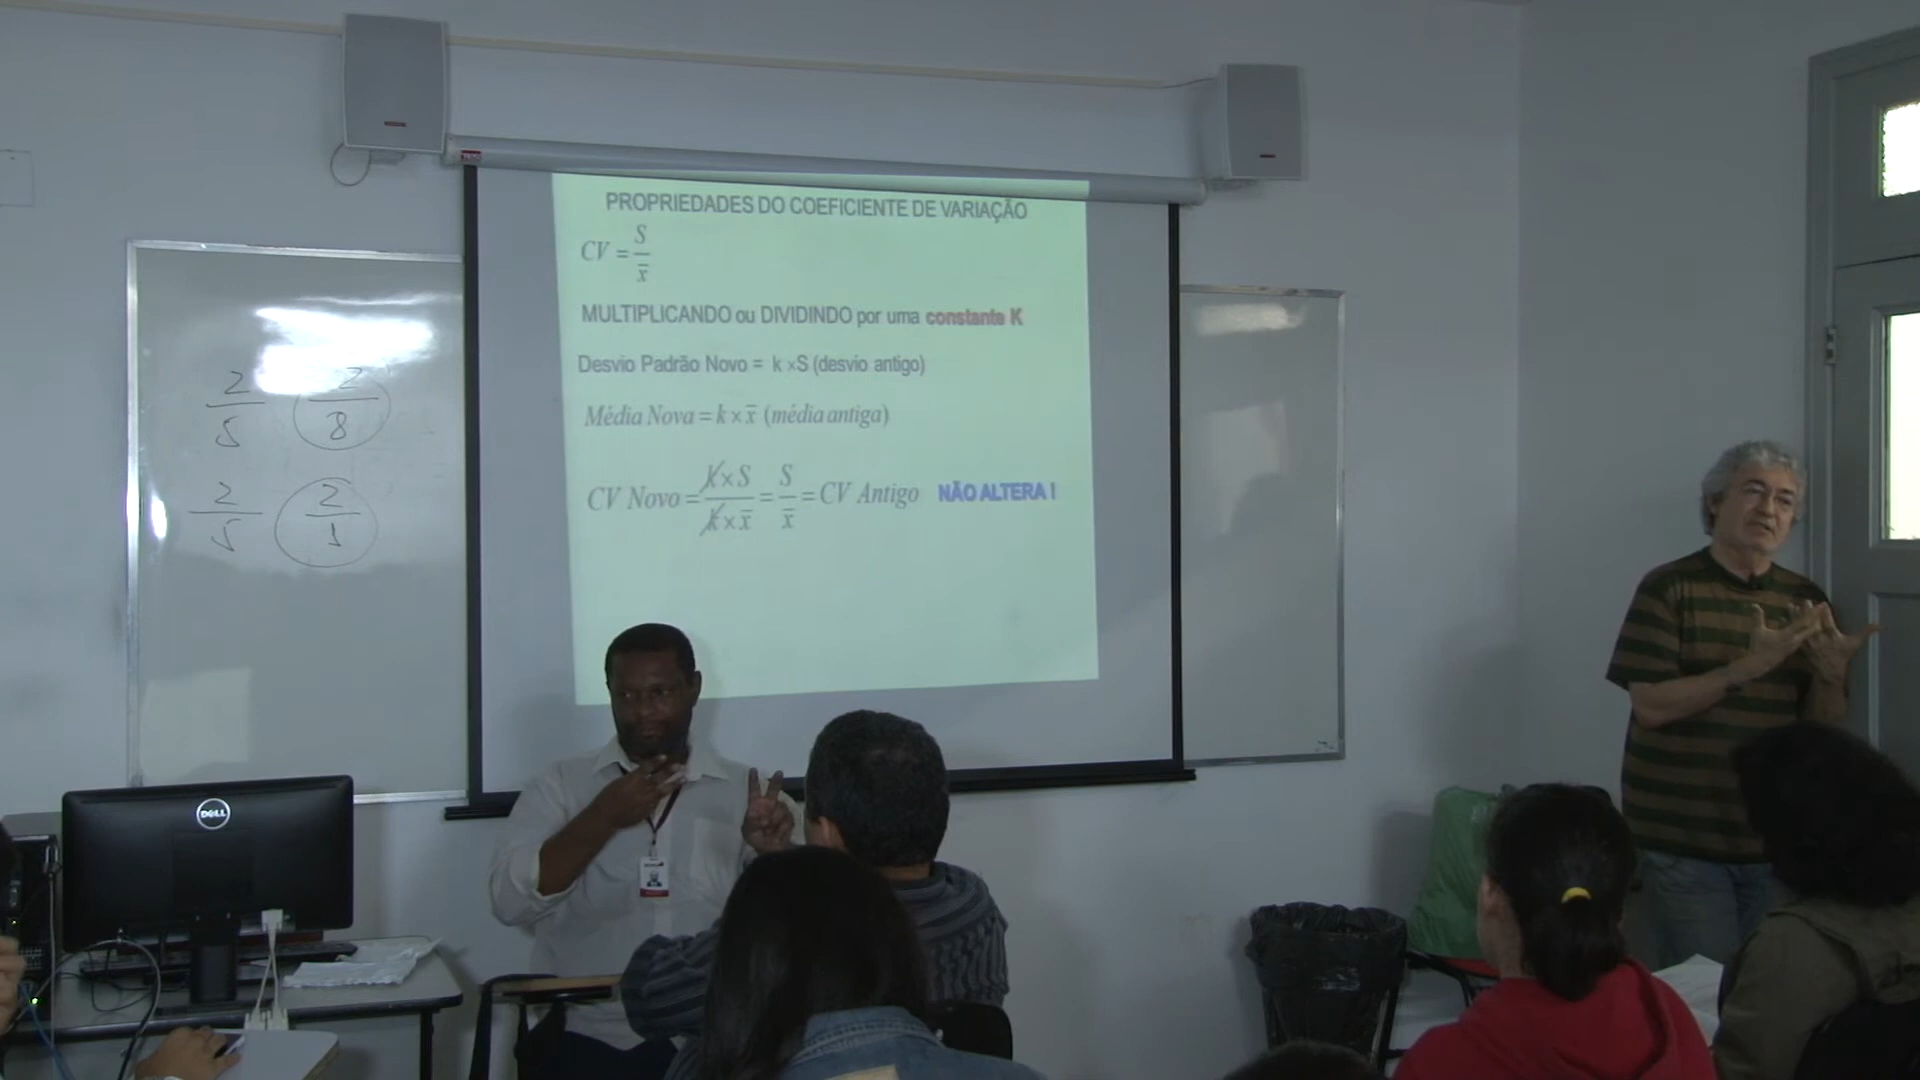 PROPRIEDADES DO COEFICIENTE DE VARIAÇÃO
CV = S / x̄
MULTIPLICANDO ou DIVIDINDO por uma constante K
Desvio Padrão Novo = k ×S (desvio antigo)
Média Nova = k × x̄ (média antiga)
CV Novo = k × S / k × x̄ = S / x̄ = CV Antigo NÃO ALTERA !
2/5 2/8
2/5 2/1
DELL